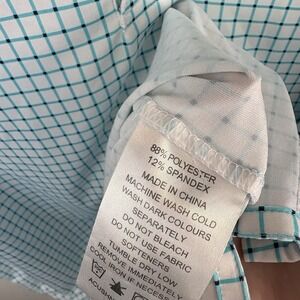 88% POLYESTER
12% SPANDEX
MADE IN CHINA
MACHINE WASH COLD
WASH DARK COLOURS
SEPARATELY
DO NOT BLEACH
DO NOT USE FABRIC
SOFTENERS
TUMBLE DRY LOW
REMOVE IMMEDIATELY
COOL IRON IF NECESSARY